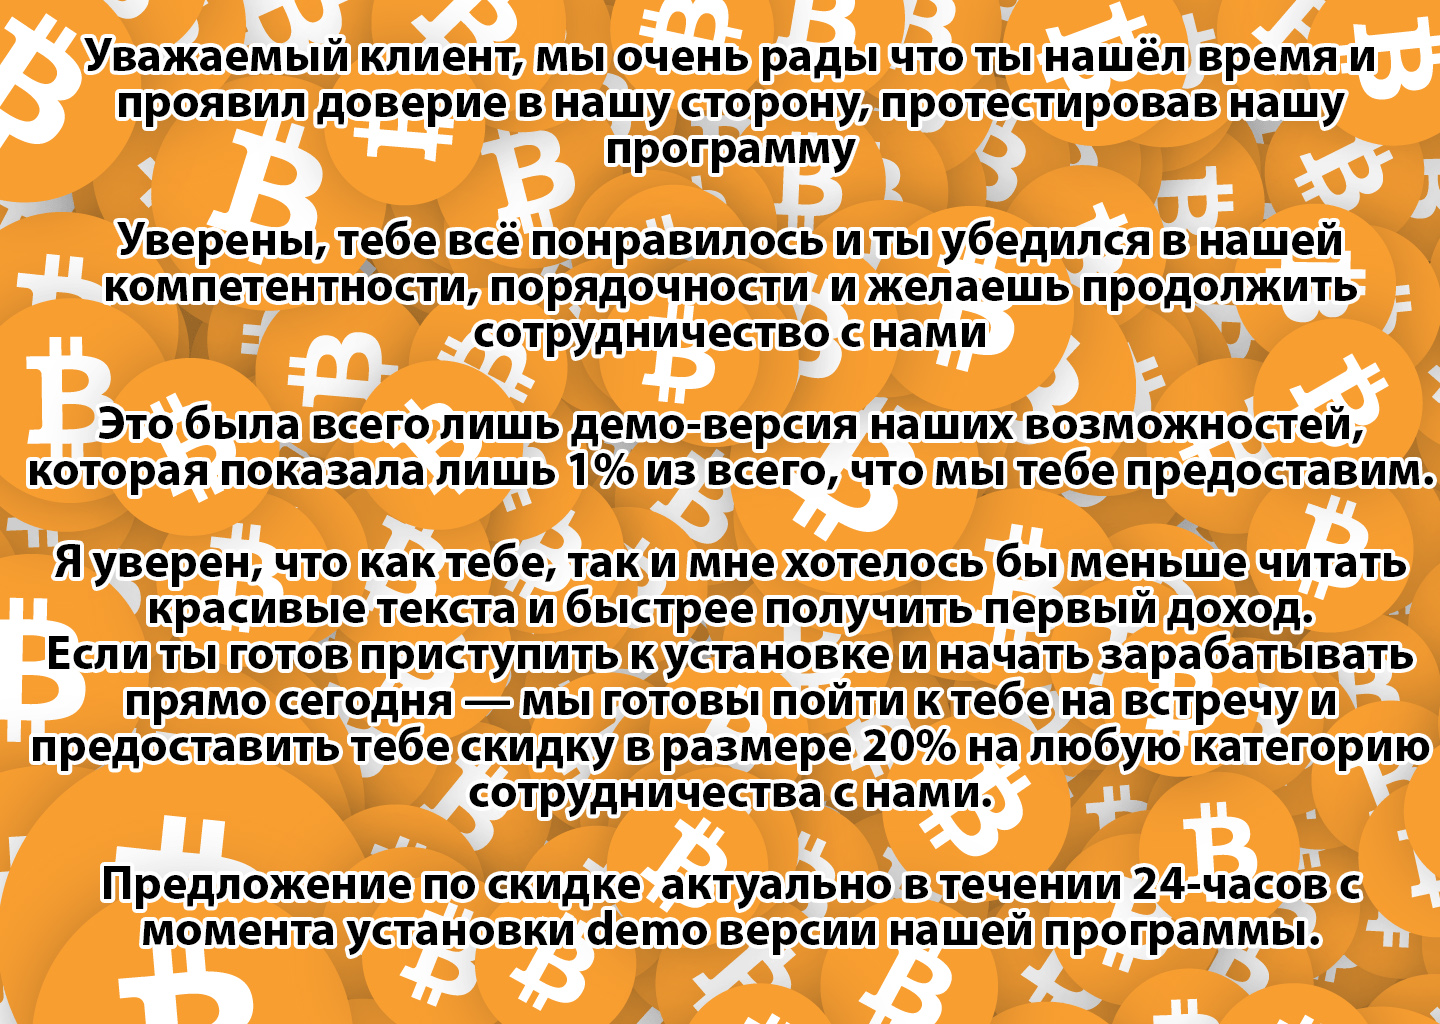 Уважаемый клиент, мы очень рады что ты нашёл время и
проявил доверие в нашу сторону, протестировав нашу
программу
Уверены, тебе всё понравилось и ты убедился в нашей
компетентности, порядочности и желаешь продолжить
сотрудничество с нами
Это была всего лишь демо-версия наших возможностей,
которая показала лишь 1% из всего, что мы тебе предоставим.
Я уверен, что как тебе, так и мне хотелось бы меньше читать
красивые текста и быстрее получить первый доход.
Если ты готов приступить к установке и начать зарабатывать
прямо сегодня — мы готовы пойти к тебе на встречу и
предоставить тебе скидку в размере 20% на любую категорию
сотрудничества с нами.
Предложение по скидке актуально в течении 24-часов с
момента установки demo версии нашей программы.